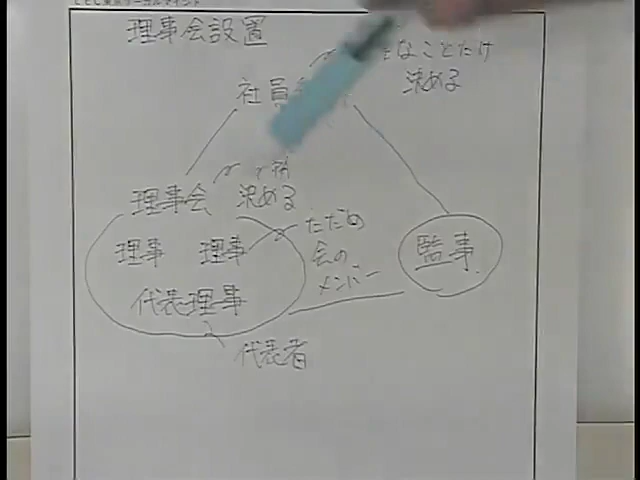 理事会設置
なことだけ
決める
社員
理事会
決める
理事 理事
ただの
会の
メンバー
監事
代表理事
代表者